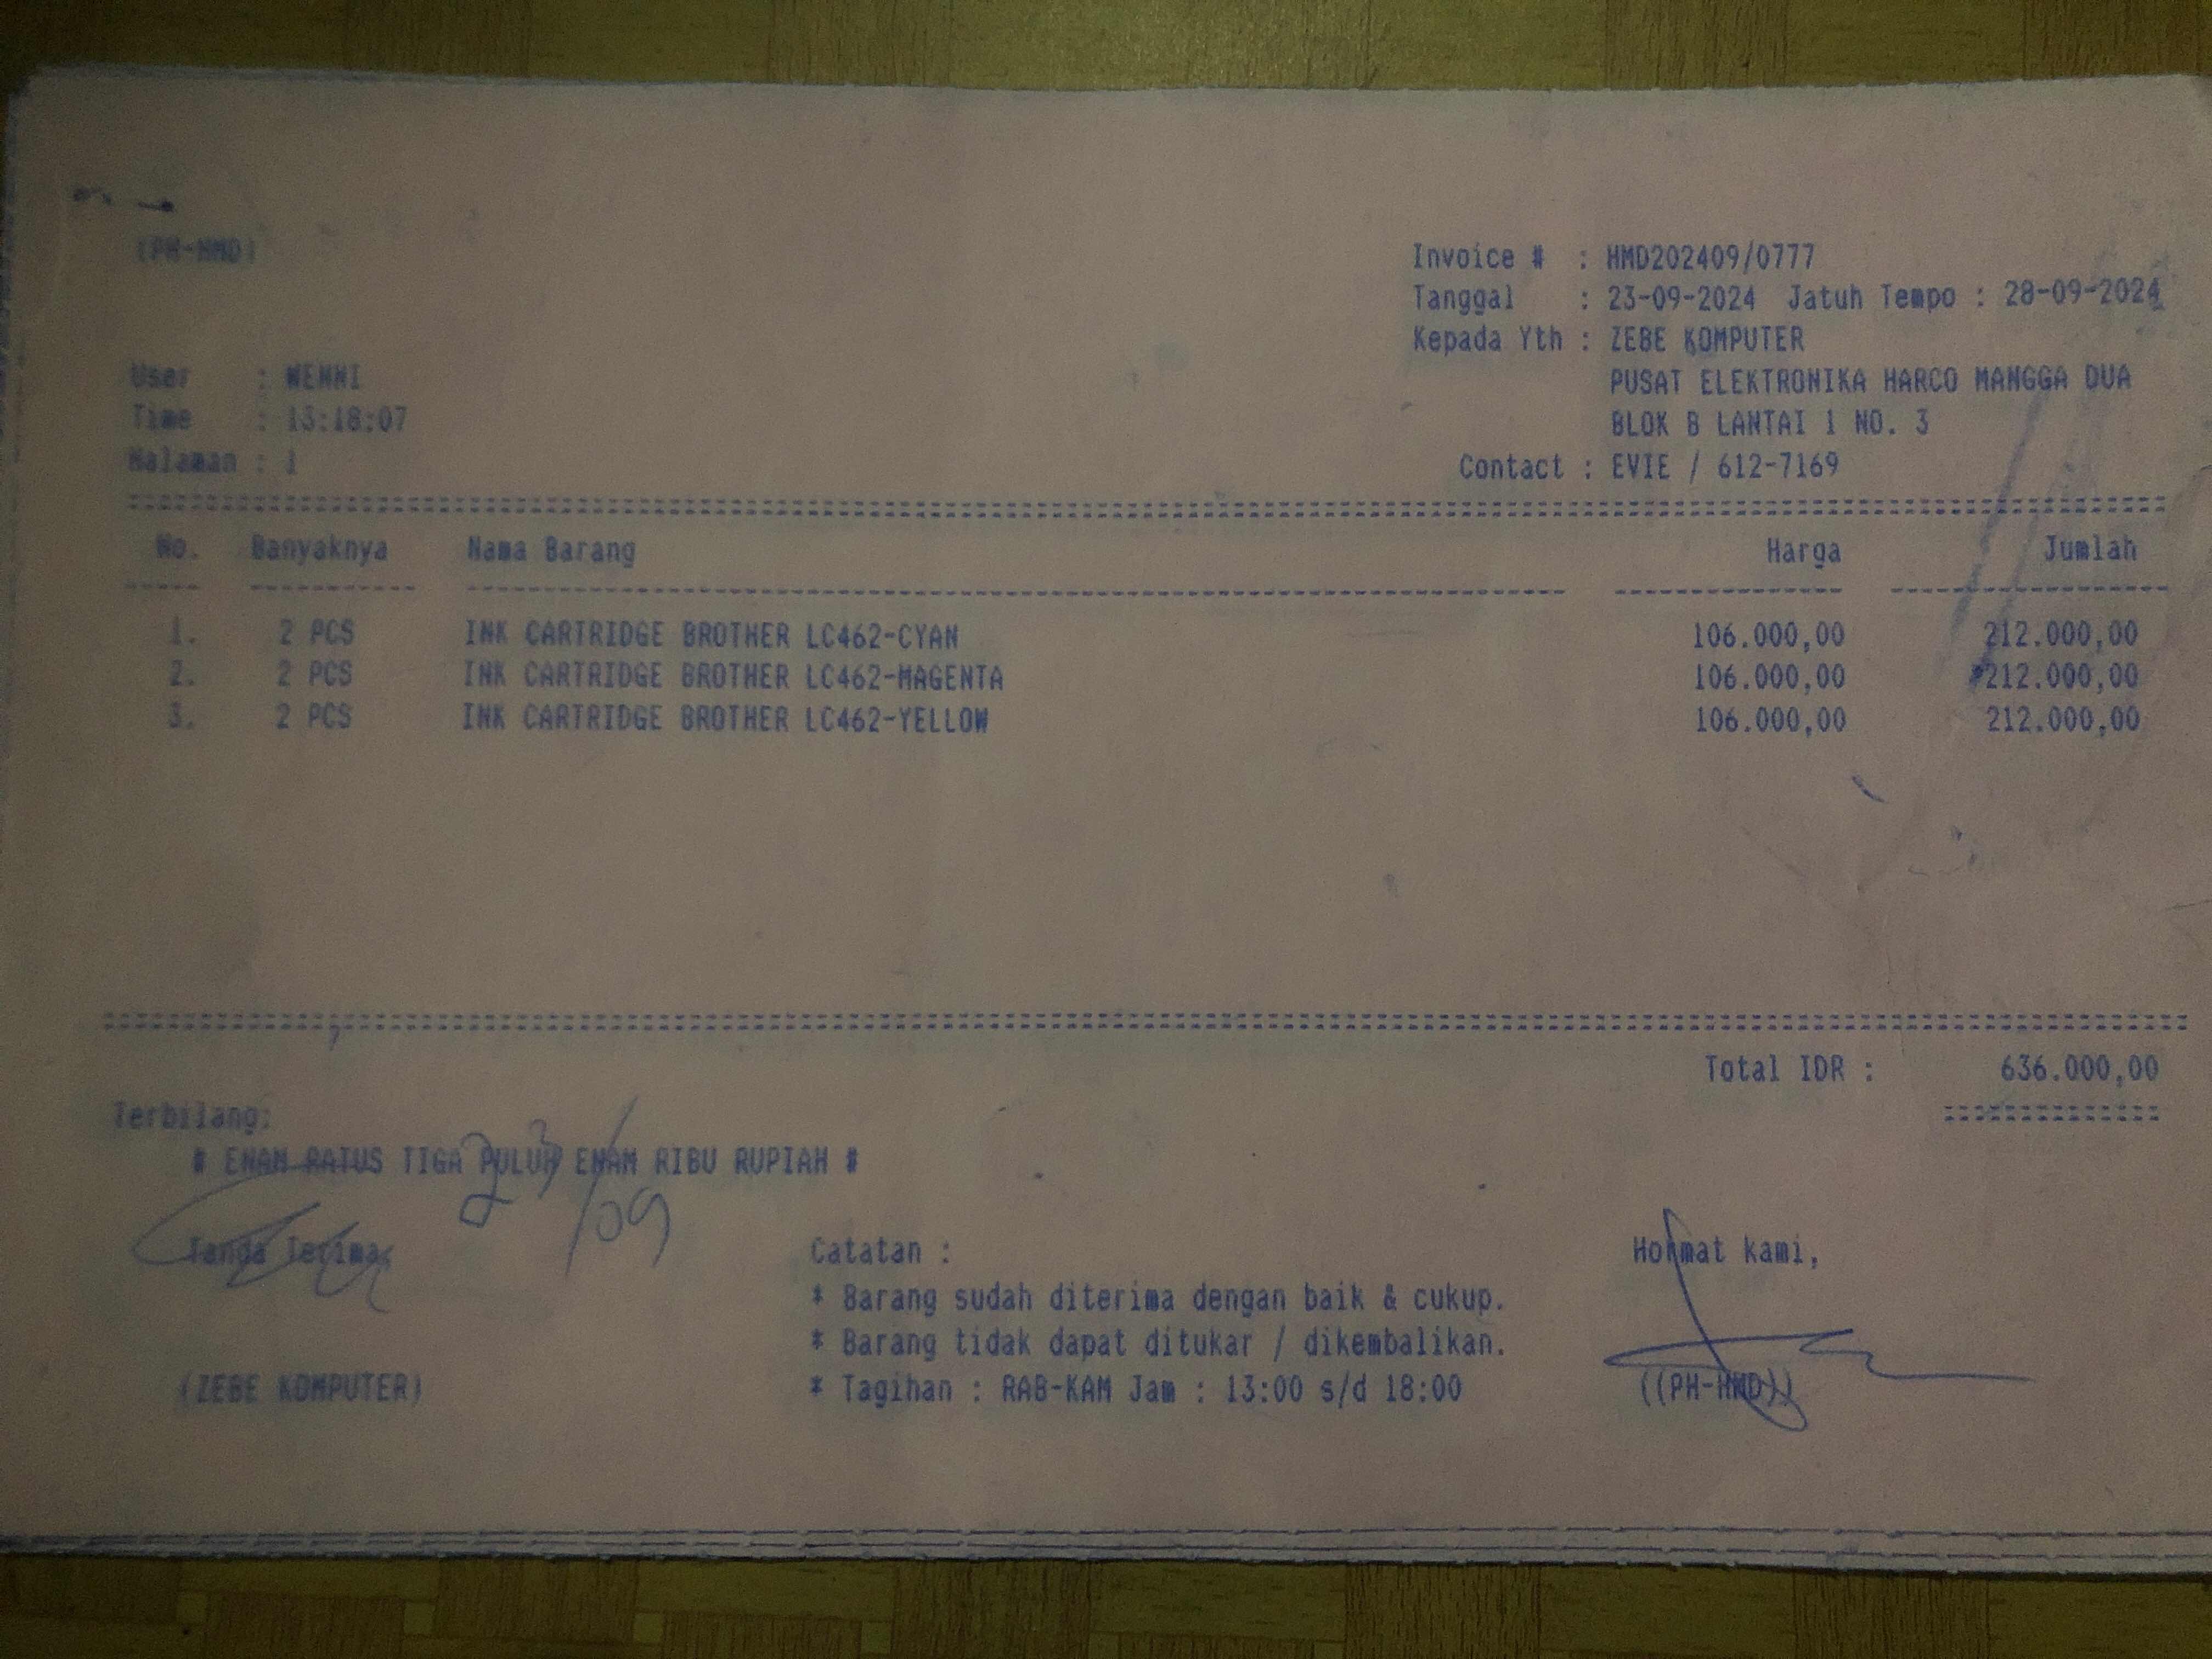 (PH-HMD)
Invoice # : HMD202409/0777
Tanggal : 23-09-2024 Jatuh Tempo : 28-09-2024
Kepada Yth : ZEBE KOMPUTER
User : WENNI
PUSAT ELEKTRONIKA HARCO MANGGA DUA
Time : 13:18:07
BLOK B LANTAI 1 NO. 3
Halaman : 1
Contact : EVIE / 612-7169
No. Banyaknya Nama Barang Harga Jumlah
1. 2 PCS INK CARTRIDGE BROTHER LC462-CYAN 106.000,00 212.000,00
2. 2 PCS INK CARTRIDGE BROTHER LC462-MAGENTA 106.000,00 212.000,00
3. 2 PCS INK CARTRIDGE BROTHER LC462-YELLOW 106.000,00 212.000,00
Total IDR : 636.000,00
Terbilang:
# ENAM RATUS TIGA PULUH ENAM RIBU RUPIAH #
23/09
Tanda Terima, Catatan : Hormat kami,
* Barang sudah diterima dengan baik & cukup.
* Barang tidak dapat ditukar / dikembalikan.
(ZEBE KOMPUTER) * Tagihan : RAB-KAM Jam : 13:00 s/d 18:00 ((PH-HMD))